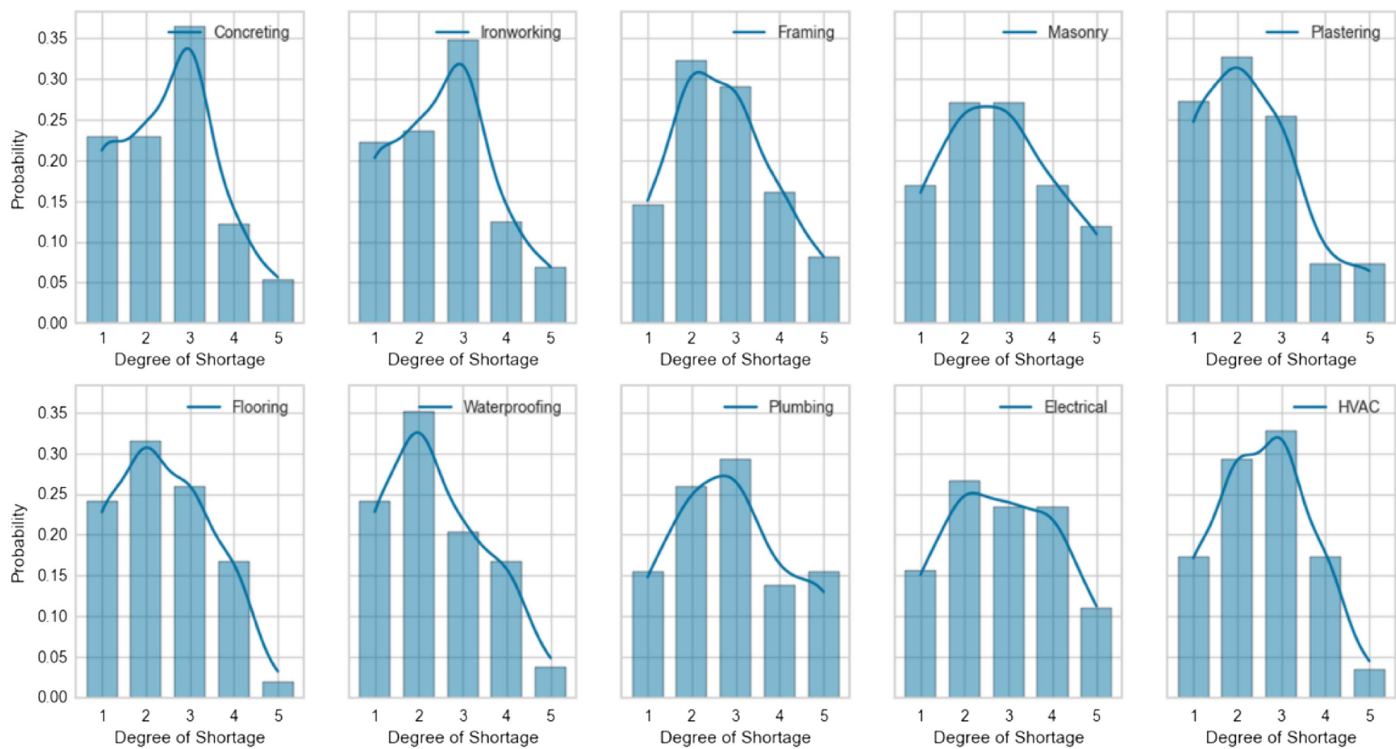 Concreting Ironworking Framing Masonry Plastering
0.35
0.30
0.25
0.20
0.15
0.10
0.05
0.00
Probability
1 2 3 4 5 1 2 3 4 5 1 2 3 4 5 1 2 3 4 5 1 2 3 4 5
Degree of Shortage Degree of Shortage Degree of Shortage Degree of Shortage Degree of Shortage
Flooring Waterproofing Plumbing Electrical HVAC
0.35
0.30
0.25
0.20
0.15
0.10
0.05
0.00
Probability
1 2 3 4 5 1 2 3 4 5 1 2 3 4 5 1 2 3 4 5 1 2 3 4 5
Degree of Shortage Degree of Shortage Degree of Shortage Degree of Shortage Degree of Shortage